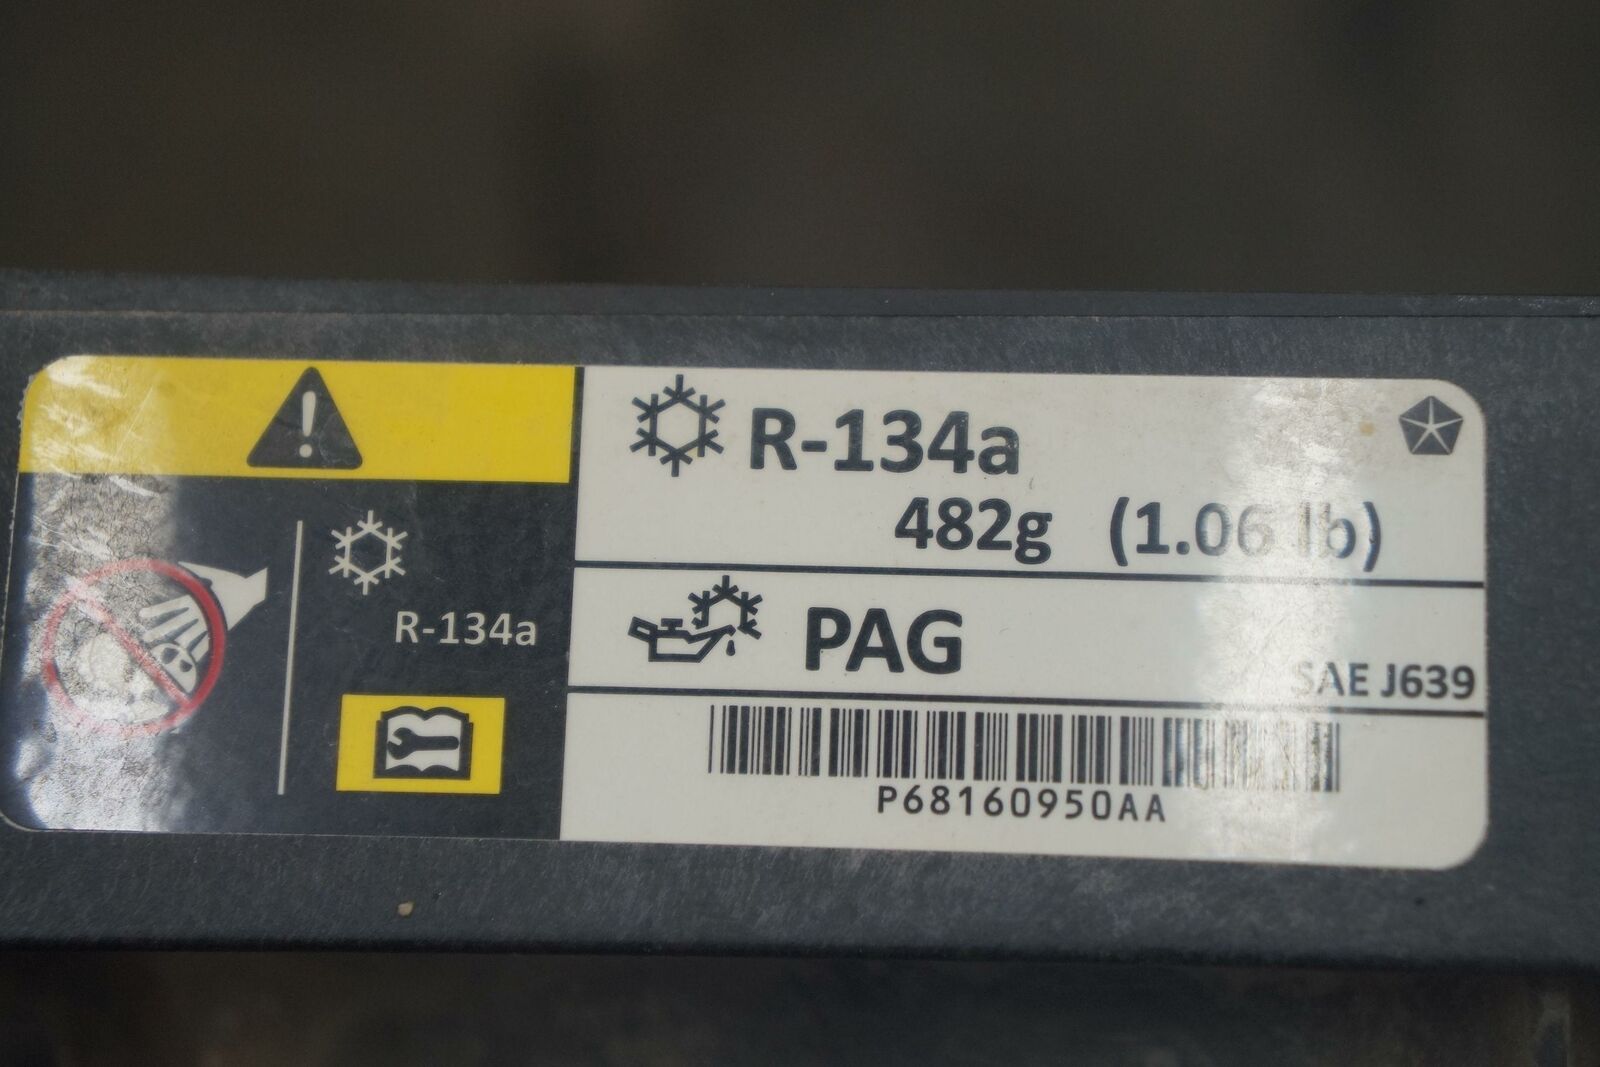 R-134a
R-134a
482g (1.06 lb)
PAG
SAE J639
P68160950AA